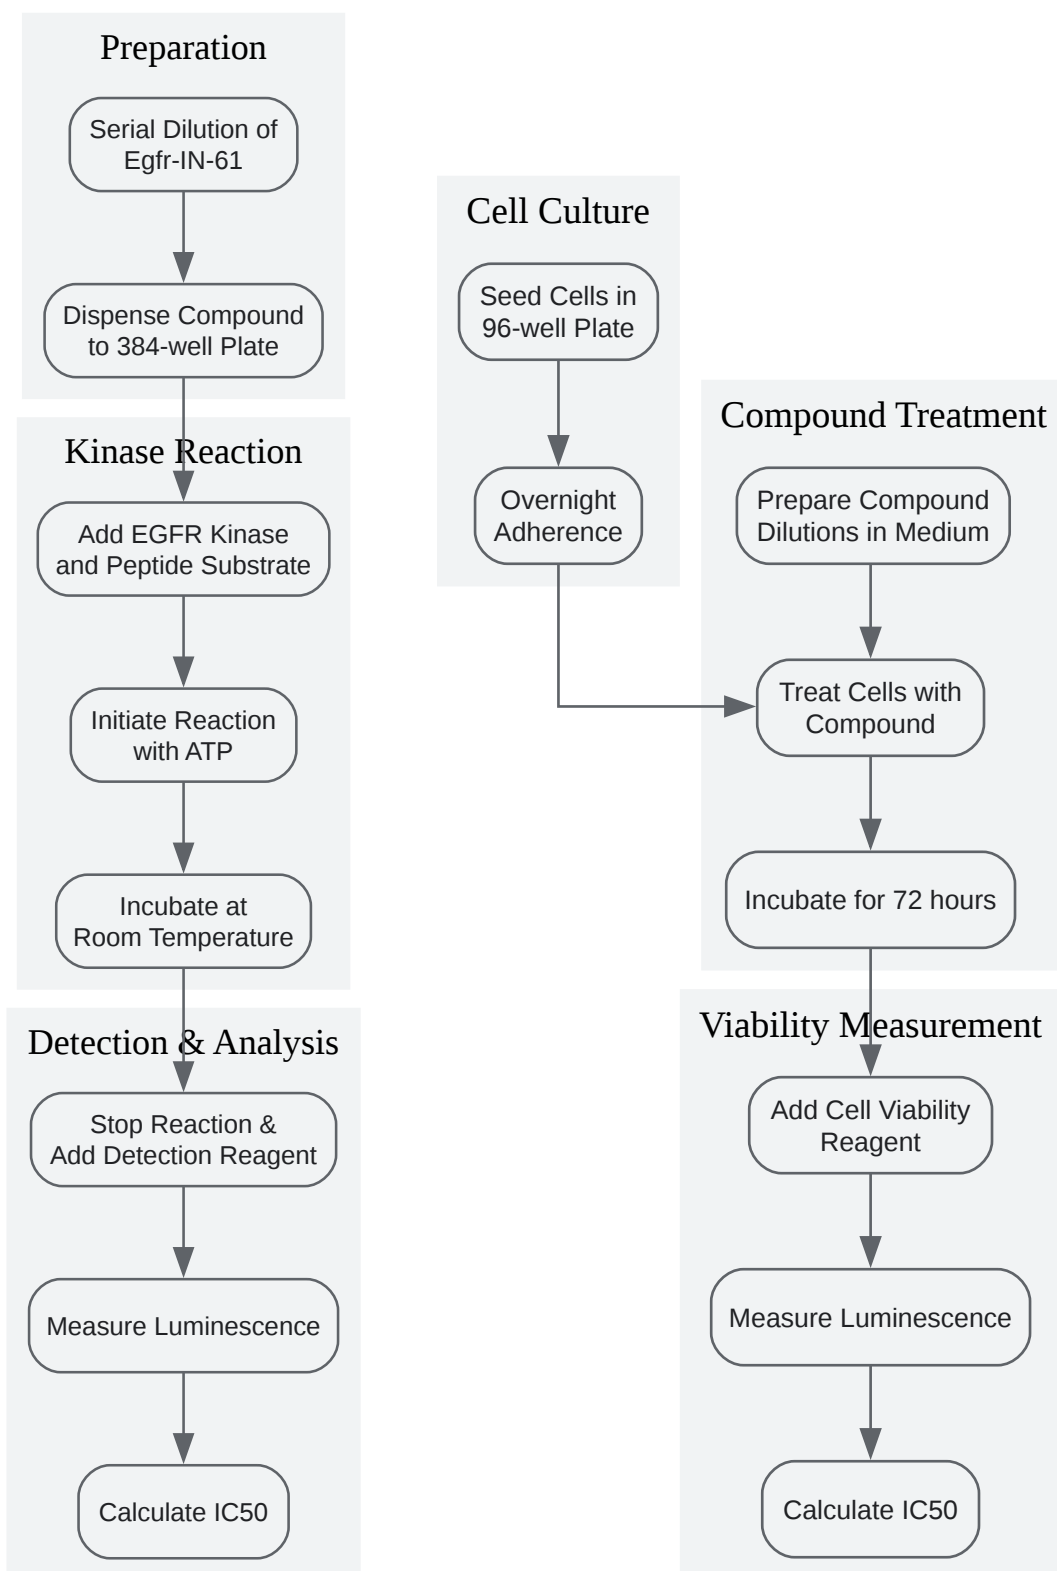 Preparation
Serial Dilution of
Egfr-IN-61
Dispense Compound
to 384-well Plate
Kinase Reaction
Add EGFR Kinase
and Peptide Substrate
Initiate Reaction
with ATP
Incubate at
Room Temperature
Detection & Analysis
Stop Reaction &
Add Detection Reagent
Measure Luminescence
Calculate IC50
Cell Culture
Seed Cells in
96-well Plate
Overnight
Adherence
Compound Treatment
Prepare Compound
Dilutions in Medium
Treat Cells with
Compound
Incubate for 72 hours
Viability Measurement
Add Cell Viability
Reagent
Measure Luminescence
Calculate IC50